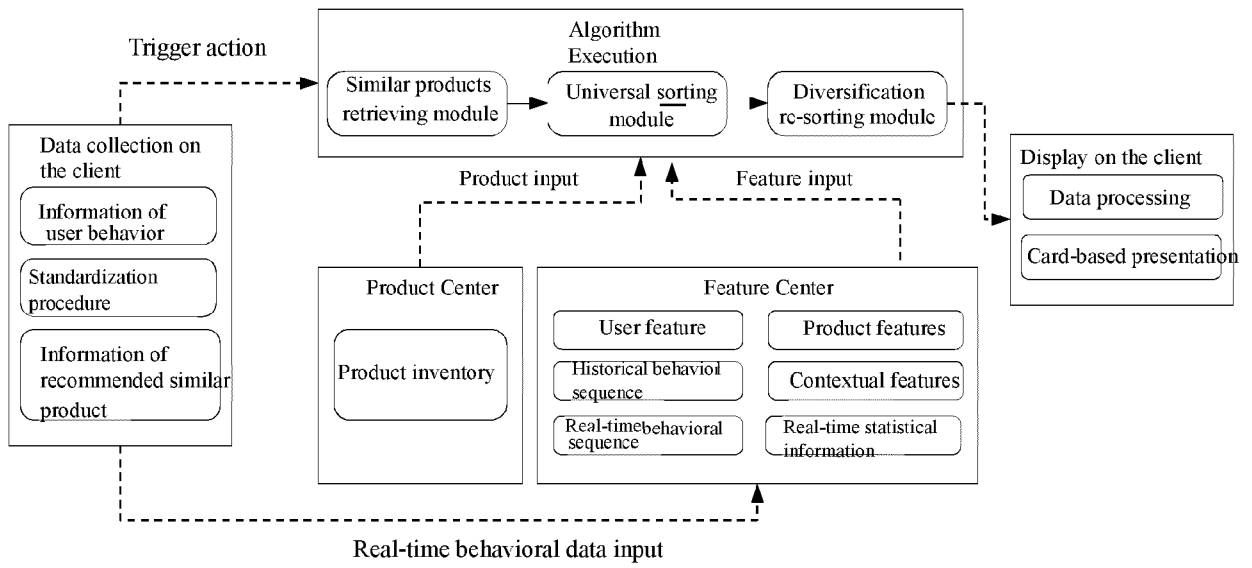 Algorithm
Execution
Trigger action
Similar products
retrieving module
Universal sorting
module
Diversification
rc-sorting modulc
Data collection on
the client
Information of
user behavior
Standardization
procedure
Information of
recommended similar
product
Product input
Feature input
Display on the client
Data processing
Card-based presentation
Product Center
Product inventory
Feature Center
User feature
Product features
Historical behaviol
sequence
Contextual features
Real-time behavioral
sequence
Real-time statistical
information
Real-time behavioral data input